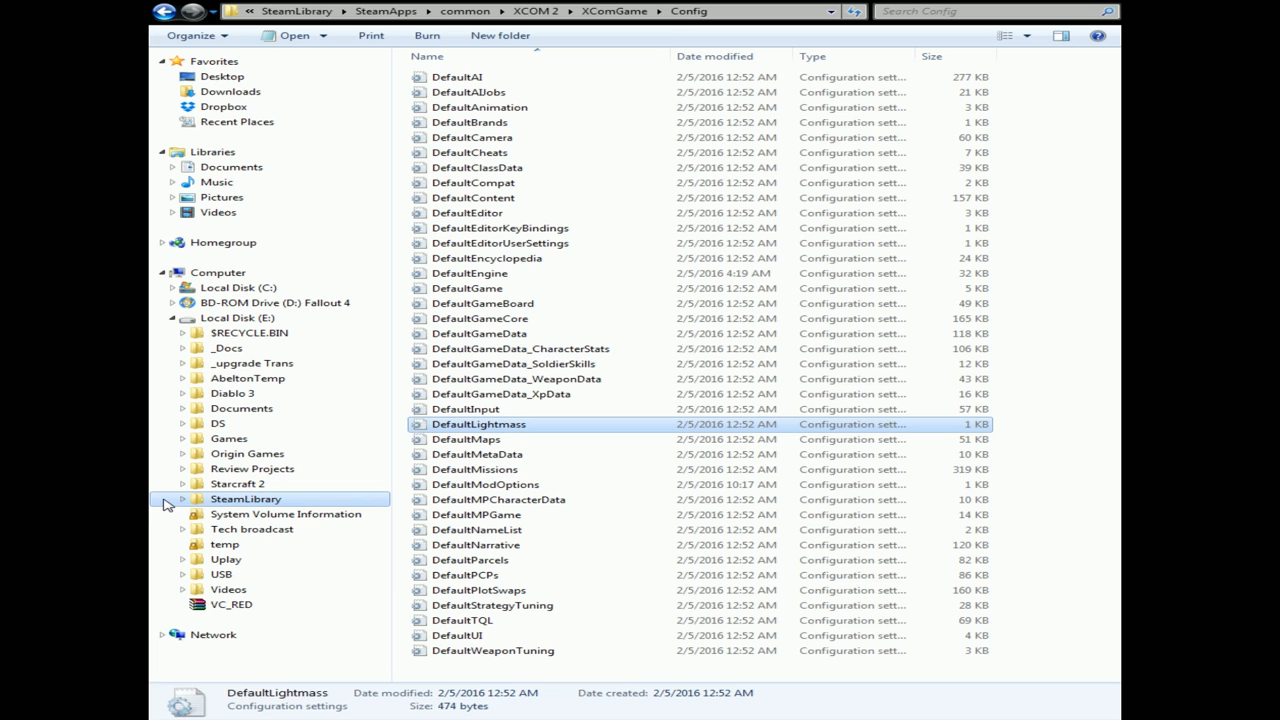 « SteamLibrary ▸ SteamApps ▸ common ▸ XCOM 2 ▸ XComGame ▸ Config Search Config
Organize Open Print Burn New folder
Favorites
Desktop
Downloads
Dropbox
Recent Places
Libraries
Documents
Music
Pictures
Videos
Homegroup
Computer
Local Disk (C:)
BD-ROM Drive (D:) Fallout 4
Local Disk (E:)
$RECYCLE.BIN
_Docs
_upgrade Trans
AbeltonTemp
Diablo 3
Documents
DS
Games
Origin Games
Review Projects
Starcraft 2
SteamLibrary
System Volume Information
Tech broadcast
temp
Uplay
USB
Videos
VC_RED
Network
Name Date modified Type Size
DefaultAI 2/5/2016 12:52 AM Configuration sett... 277 KB
DefaultAIJobs 2/5/2016 12:52 AM Configuration sett... 21 KB
DefaultAnimation 2/5/2016 12:52 AM Configuration sett... 3 KB
DefaultBrands 2/5/2016 12:52 AM Configuration sett... 1 KB
DefaultCamera 2/5/2016 12:52 AM Configuration sett... 60 KB
DefaultCheats 2/5/2016 12:52 AM Configuration sett... 7 KB
DefaultClassData 2/5/2016 12:52 AM Configuration sett... 39 KB
DefaultCompat 2/5/2016 12:52 AM Configuration sett... 2 KB
DefaultContent 2/5/2016 12:52 AM Configuration sett... 157 KB
DefaultEditor 2/5/2016 12:52 AM Configuration sett... 3 KB
DefaultEditorKeyBindings 2/5/2016 12:52 AM Configuration sett... 1 KB
DefaultEditorUserSettings 2/5/2016 12:52 AM Configuration sett... 1 KB
DefaultEncyclopedia 2/5/2016 12:52 AM Configuration sett... 24 KB
DefaultEngine 2/5/2016 4:19 AM Configuration sett... 32 KB
DefaultGame 2/5/2016 12:52 AM Configuration sett... 5 KB
DefaultGameBoard 2/5/2016 12:52 AM Configuration sett... 49 KB
DefaultGameCore 2/5/2016 12:52 AM Configuration sett... 165 KB
DefaultGameData 2/5/2016 12:52 AM Configuration sett... 118 KB
DefaultGameData_CharacterStats 2/5/2016 12:52 AM Configuration sett... 106 KB
DefaultGameData_SoldierSkills 2/5/2016 12:52 AM Configuration sett... 12 KB
DefaultGameData_WeaponData 2/5/2016 12:52 AM Configuration sett... 43 KB
DefaultGameData_XpData 2/5/2016 12:52 AM Configuration sett... 16 KB
DefaultInput 2/5/2016 12:52 AM Configuration sett... 57 KB
DefaultLightmass 2/5/2016 12:52 AM Configuration sett... 1 KB
DefaultMaps 2/5/2016 12:52 AM Configuration sett... 51 KB
DefaultMetaData 2/5/2016 12:52 AM Configuration sett... 23 KB
DefaultMissions 2/5/2016 12:52 AM Configuration sett... 319 KB
DefaultModOptions 2/5/2016 10:17 AM Configuration sett... 1 KB
DefaultMPCharacterData 2/5/2016 12:52 AM Configuration sett... 10 KB
DefaultMPGame 2/5/2016 12:52 AM Configuration sett... 14 KB
DefaultNameList 2/5/2016 12:52 AM Configuration sett... 2 KB
DefaultNarrative 2/5/2016 12:52 AM Configuration sett... 120 KB
DefaultParcels 2/5/2016 12:52 AM Configuration sett... 82 KB
DefaultPCPs 2/5/2016 12:52 AM Configuration sett... 86 KB
DefaultPlotSwaps 2/5/2016 12:52 AM Configuration sett... 160 KB
DefaultStrategyTuning 2/5/2016 12:52 AM Configuration sett... 28 KB
DefaultTQL 2/5/2016 12:52 AM Configuration sett... 69 KB
DefaultUI 2/5/2016 12:52 AM Configuration sett... 4 KB
DefaultWeaponTuning 2/5/2016 12:52 AM Configuration sett... 3 KB
DefaultLightmass Date modified: 2/5/2016 12:52 AM Date created: 2/5/2016 12:52 AM
Configuration settings Size: 474 bytes